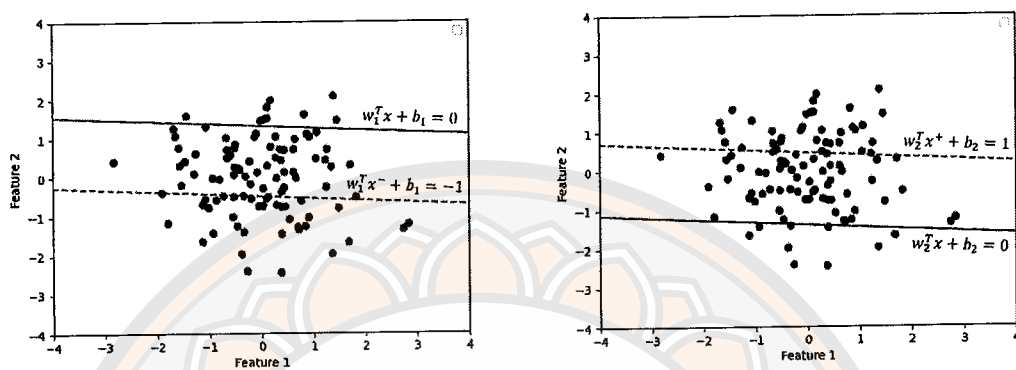 4
3
2
1
0
−1
−2
−3
−4
Feature 2
w₁ᵀx + b₁ = 0
w₁ᵀx⁻ + b₁ = −1
−4 −3 −2 −1 0 1 2 3 4
Feature 1
4
3
2
1
0
−1
−2
−3
−4
Feature 2
w₂ᵀx⁺ + b₂ = 1
w₂ᵀx + b₂ = 0
−4 −3 −2 −1 0 1 2 3 4
Feature 1